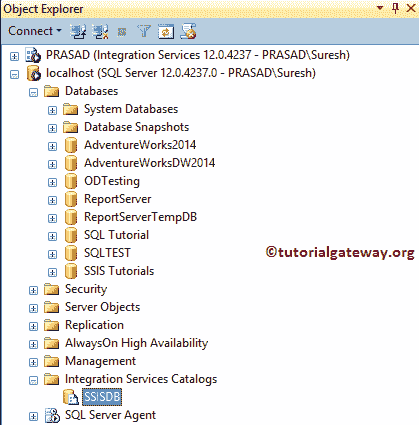 Object Explorer
Connect
PRASAD (Integration Services 12.0.4237 - PRASAD\Suresh)
localhost (SQL Server 12.0.4237.0 - PRASAD\Suresh)
Databases
System Databases
Database Snapshots
AdventureWorks2014
AdventureWorksDW2014
ODTesting
ReportServer
ReportServerTempDB
SQL Tutorial
SQLTEST
©tutorialgateway.org
SSIS Tutorials
Security
Server Objects
Replication
AlwaysOn High Availability
Management
Integration Services Catalogs
SSISDB
SQL Server Agent